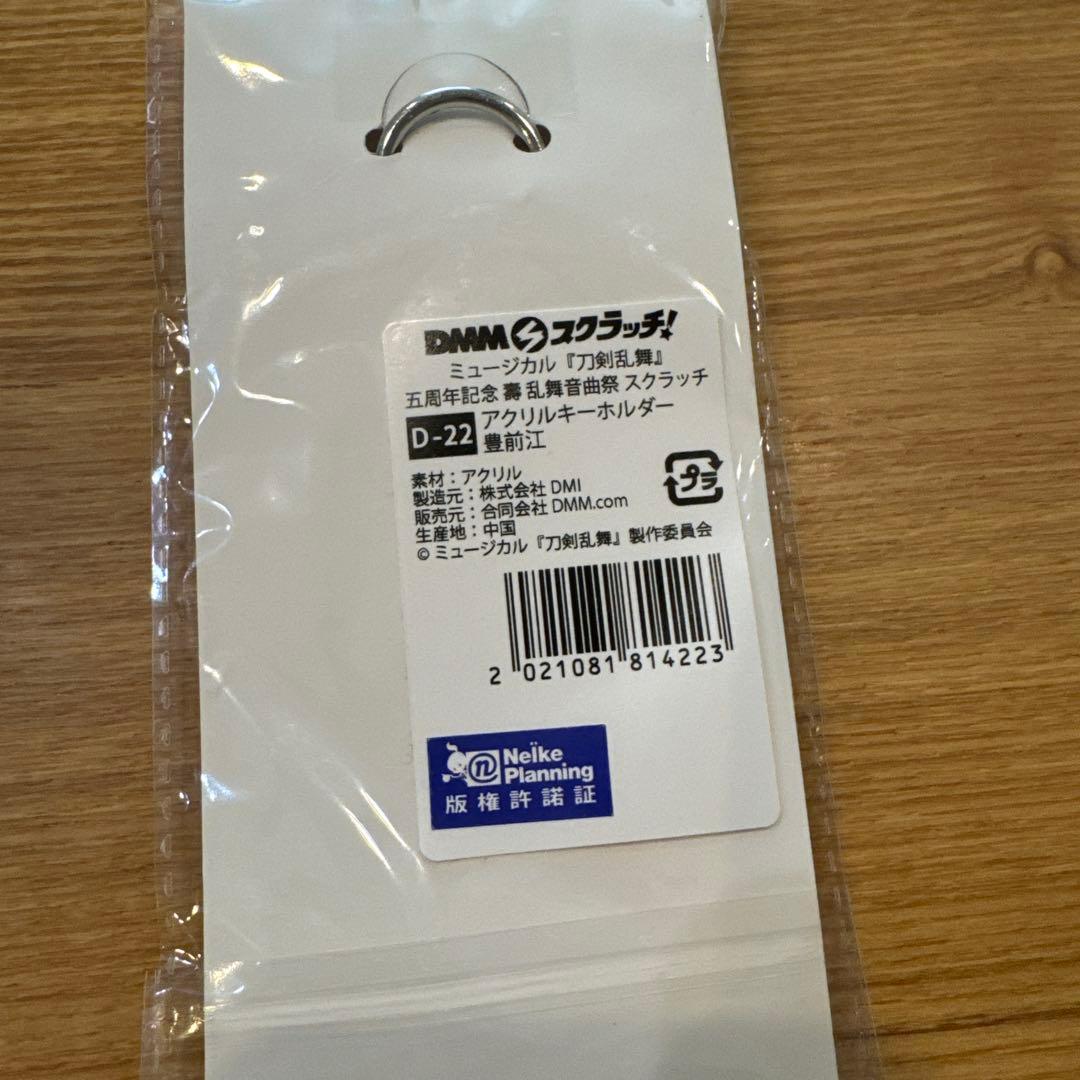 DMMスクラッチ!
ミュージカル『刀剣乱舞』
五周年記念 壽 乱舞音曲祭 スクラッチ
D-22 アクリルキーホルダー
豊前江
素材:アクリル
製造元:株式会社 DMI
販売元:合同会社 DMM.com
生産地:中国
プラ
© ミュージカル『刀剣乱舞』製作委員会
2 021081 814223
n Nelke
Planning
版権許諾証